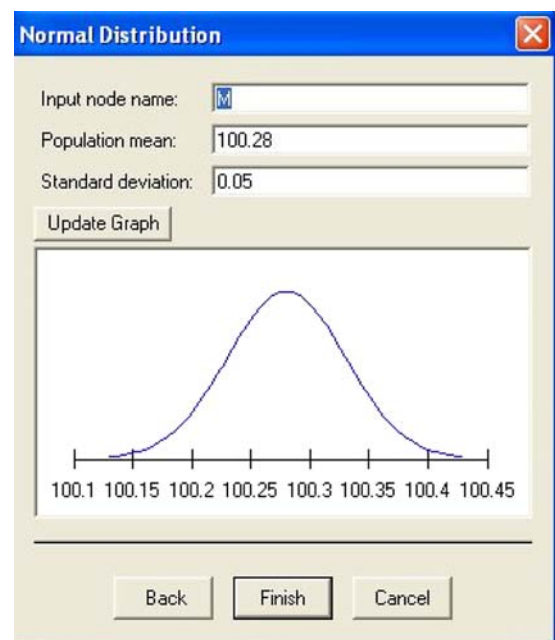 Normal Distribution
Input node name: M
Population mean: 100.28
Standard deviation: 0.05
Update Graph
100.1 100.15 100.2 100.25 100.3 100.35 100.4 100.45
Back Finish Cancel